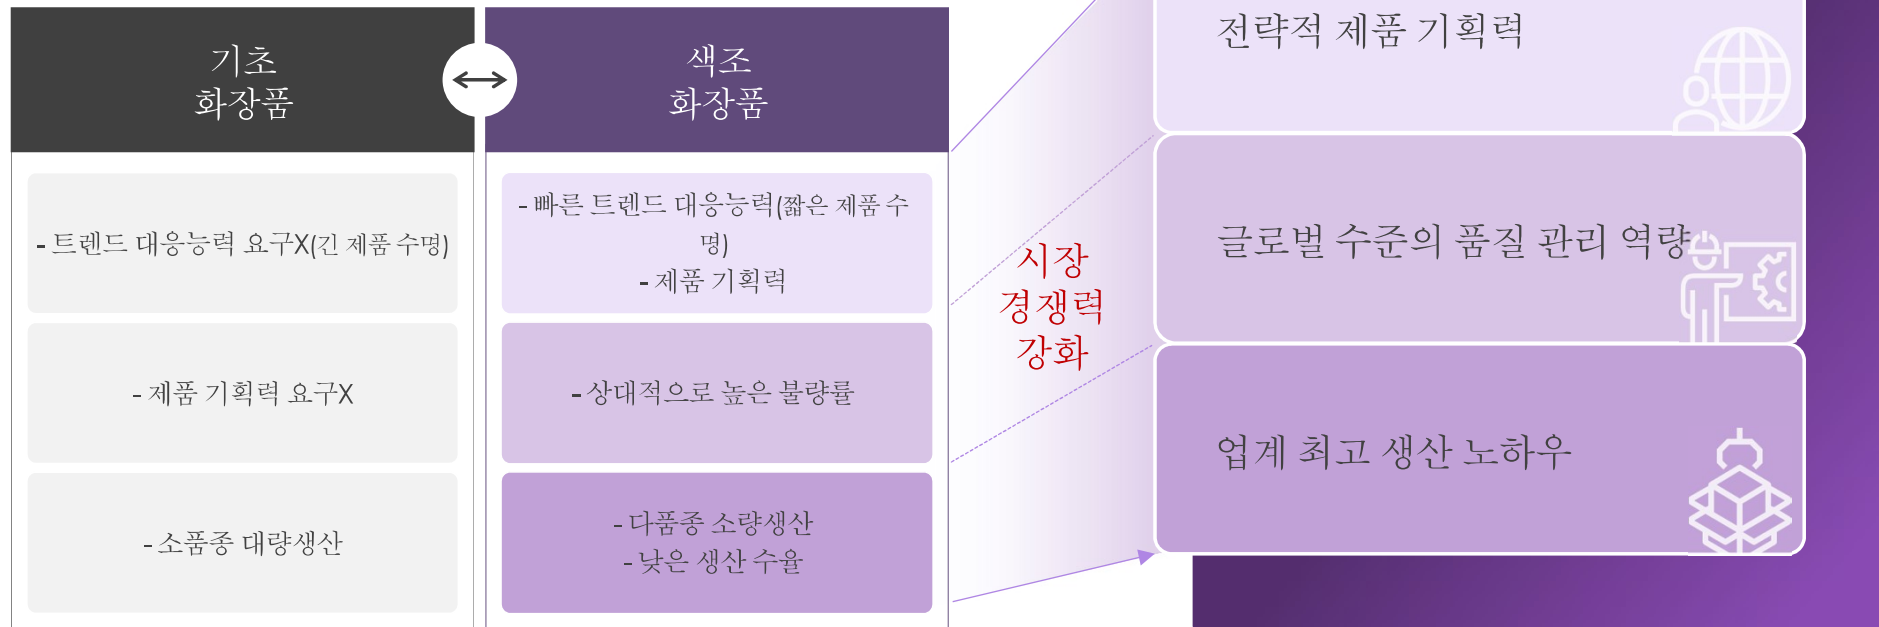 기초
화장품
- 트렌드 대응능력 요구X(긴 제품 수명)
- 제품 기획력 요구X
- 소품종 대량생산
색조
화장품
- 빠른 트렌드 대응능력(짧은 제품 수
명)
- 제품 기획력
- 상대적으로 높은 불량률
- 다품종 소량생산
- 낮은 생산 수율
시장
경쟁력
강화
전략적 제품 기획력
글로벌 수준의 품질 관리 역량
업계 최고 생산 노하우